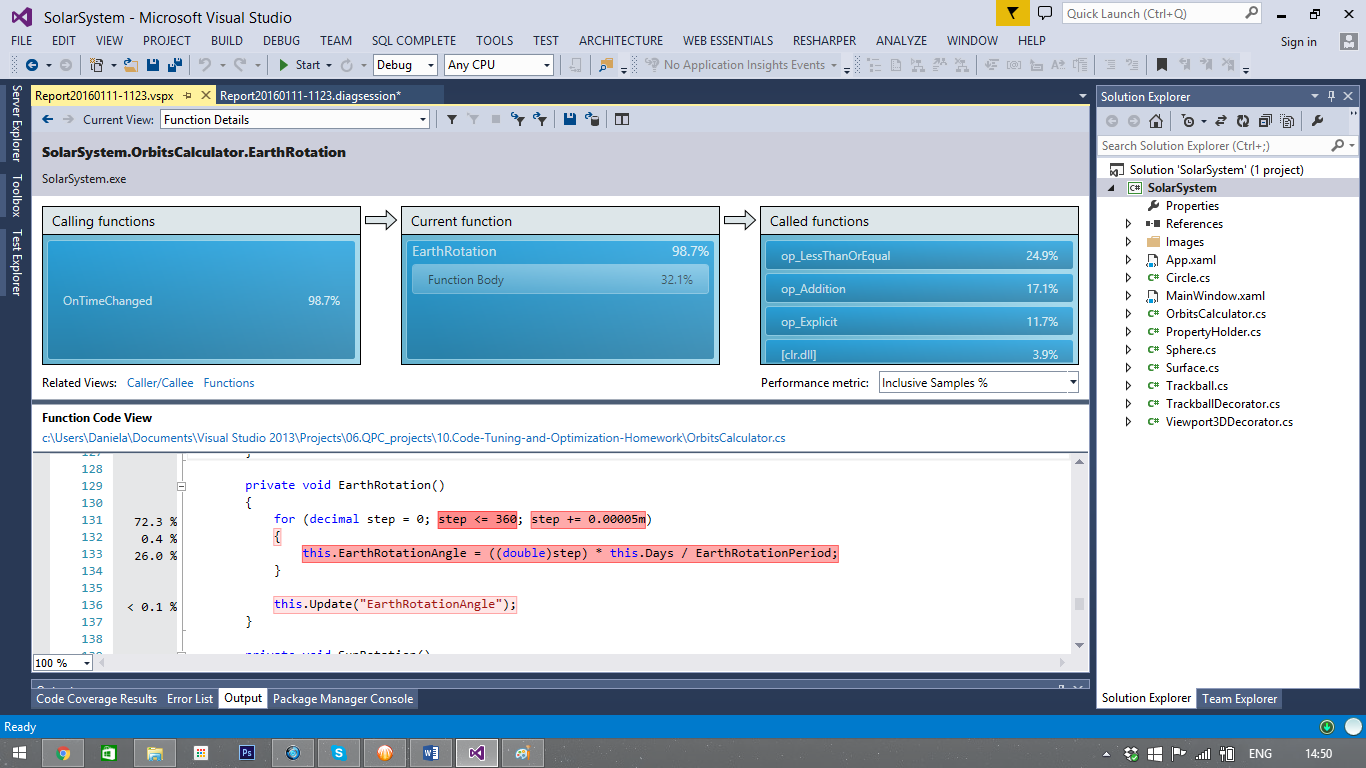 SolarSystem - Microsoft Visual Studio
Quick Launch (Ctrl+Q)
FILE EDIT VIEW PROJECT BUILD DEBUG TEAM SQL COMPLETE TOOLS TEST ARCHITECTURE WEB ESSENTIALS RESHARPER ANALYZE WINDOW HELP
Sign in
Start Debug Any CPU No Application Insights Events
Server Explorer
Toolbox
Test Explorer
Report20160111-1123.vspx Report20160111-1123.diagsession*
Current View: Function Details
SolarSystem.OrbitsCalculator.EarthRotation
SolarSystem.exe
Calling functions
OnTimeChanged 98.7%
Current function
EarthRotation 98.7%
Function Body 32.1%
Called functions
op_LessThanOrEqual 24.9%
op_Addition 17.1%
op_Explicit 11.7%
[clr.dll] 3.9%
Related Views: Caller/Callee Functions
Performance metric: Inclusive Samples %
Function Code View
c:\Users\Daniela\Documents\Visual Studio 2013\Projects\06.QPC_projects\10.Code-Tuning-and-Optimization-Homework\OrbitsCalculator.cs
127 }
128
129 private void EarthRotation()
130 {
131 72.3 % for (decimal step = 0; step <= 360; step += 0.00005m)
132 0.4 % {
133 26.0 % this.EarthRotationAngle = ((double)step) * this.Days / EarthRotationPeriod;
134 }
135
136 < 0.1 % this.Update("EarthRotationAngle");
137 }
138
139 private void SunRotation()
100 %
Code Coverage Results Error List Output Package Manager Console
Solution Explorer
Search Solution Explorer (Ctrl+;)
Solution 'SolarSystem' (1 project)
C# SolarSystem
Properties
References
Images
App.xaml
C# Circle.cs
MainWindow.xaml
C# OrbitsCalculator.cs
C# PropertyHolder.cs
C# Sphere.cs
C# Surface.cs
C# Trackball.cs
C# TrackballDecorator.cs
C# Viewport3DDecorator.cs
Solution Explorer Team Explorer
Ready
Ps
ENG 14:50